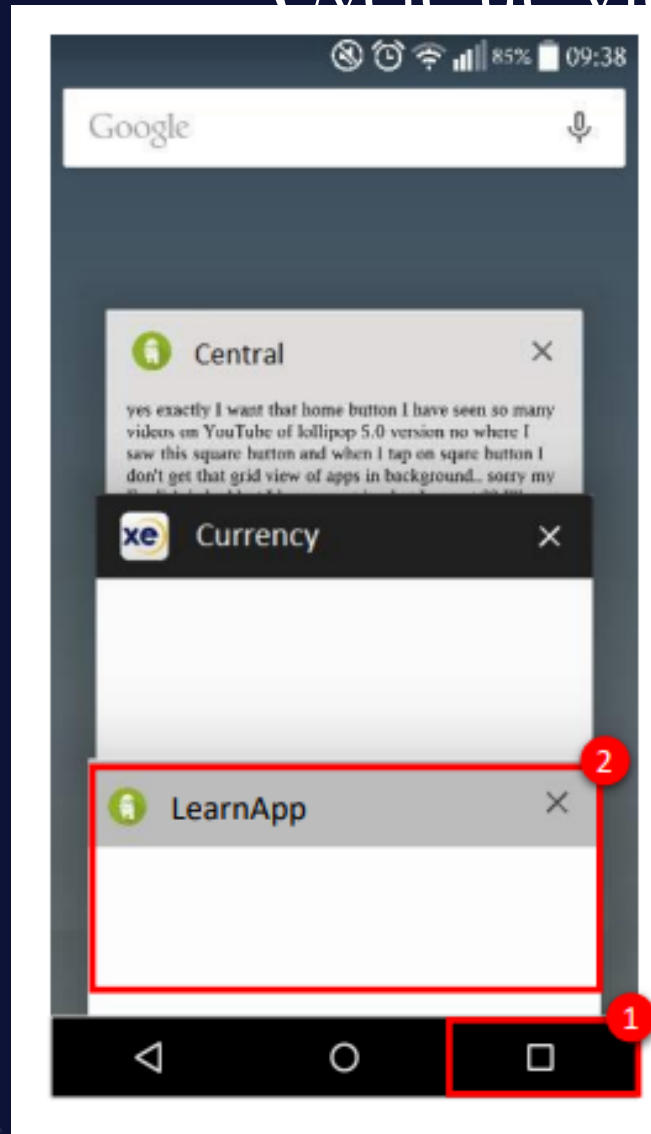 85% 09:38
Google
Central
yes exactly I want that home button I have seen so many
videos on YouTube of lollipop 5.0 version no where I
saw this square button and when I tap on sqare button I
don't get that grid view of apps in background.. sorry my
xe Currency
2
LearnApp
1